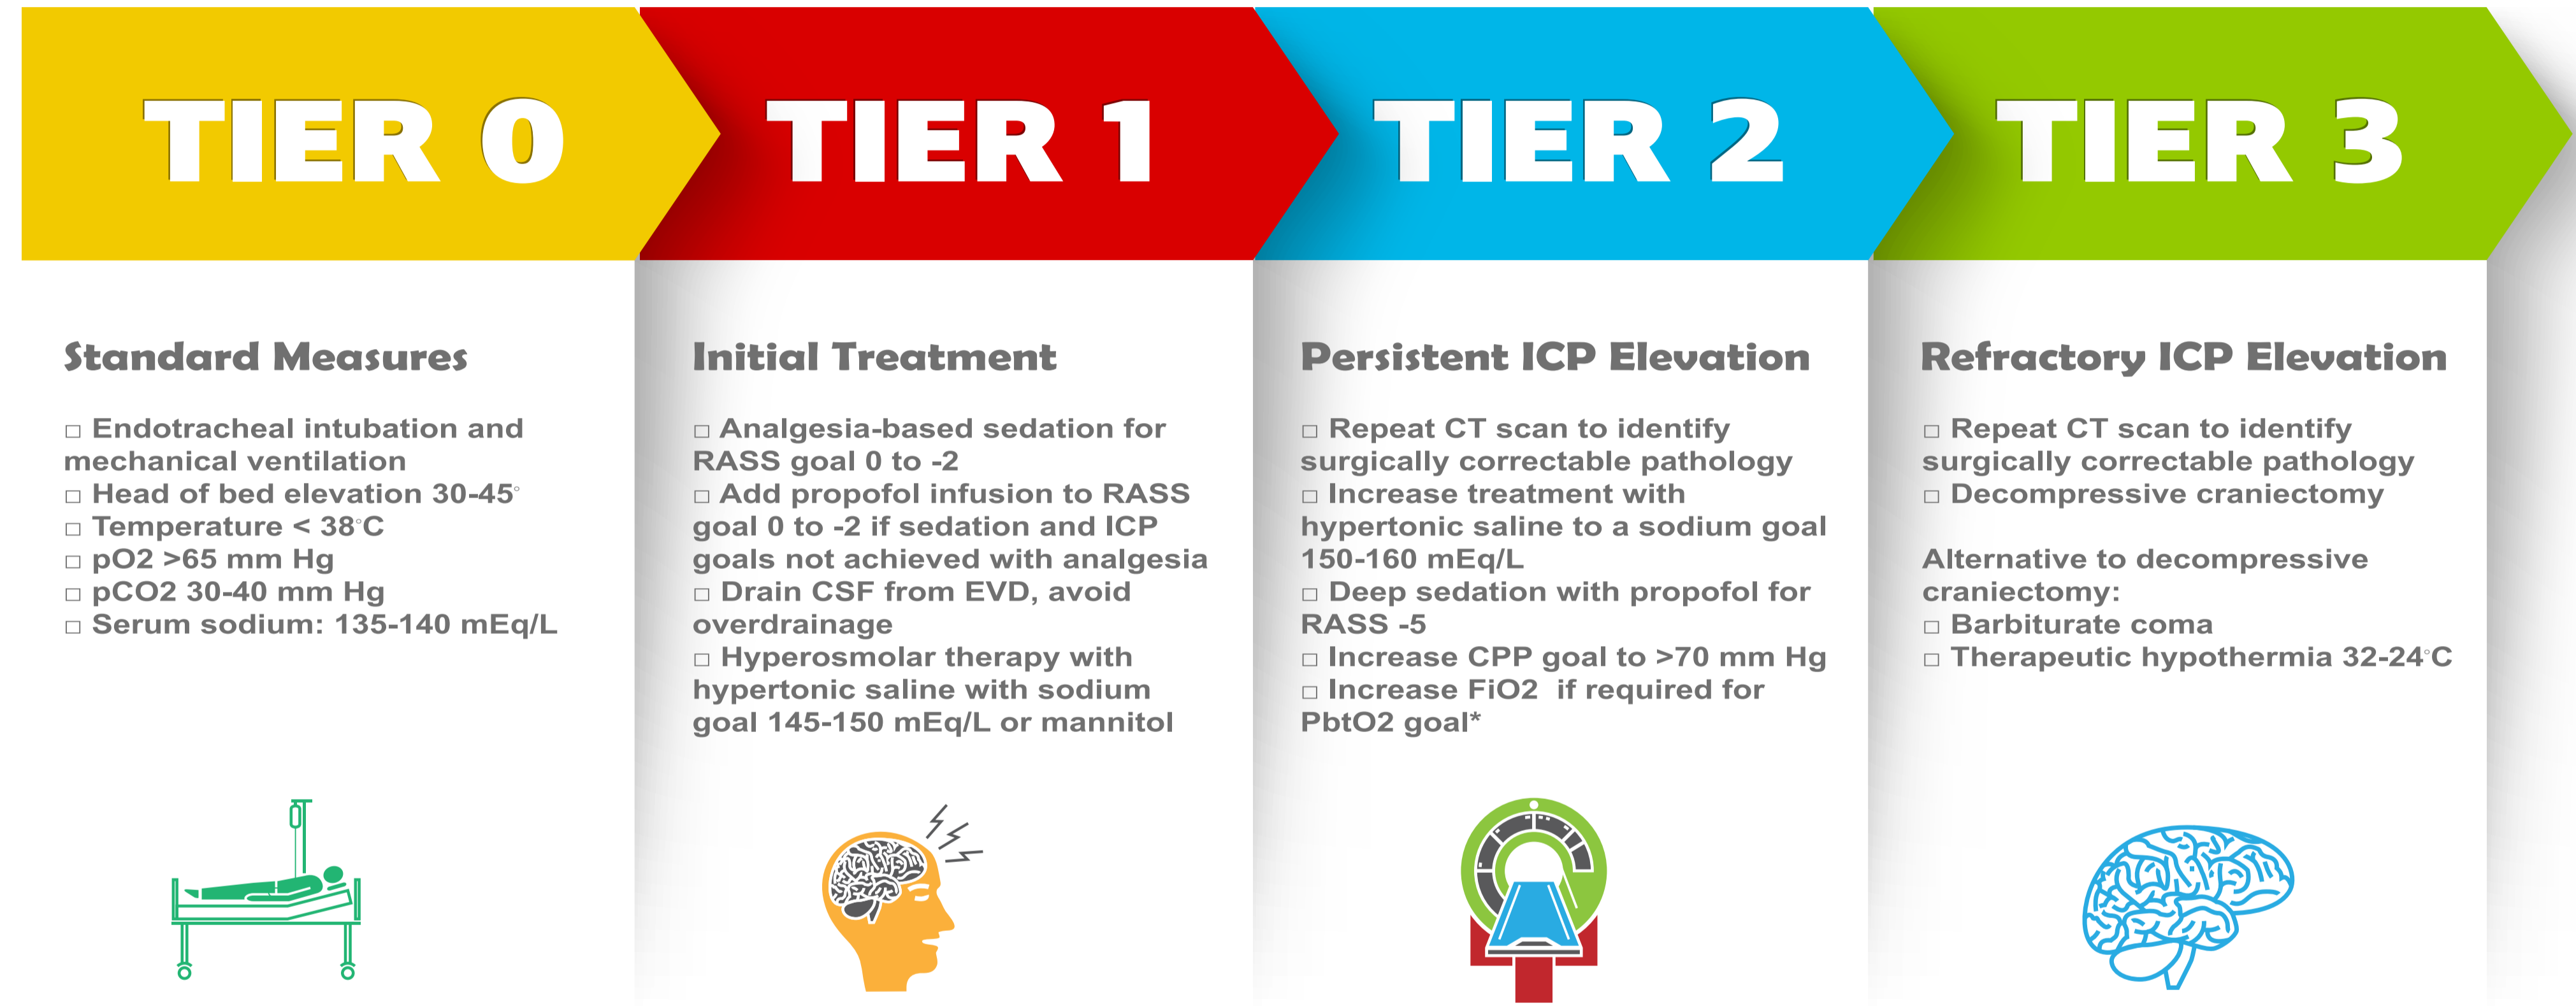 TIER 0
TIER 1
TIER 2
TIER 3
Standard Measures
□ Endotracheal intubation and
mechanical ventilation
□ Head of bed elevation 30-45°
□ Temperature < 38°C
□ pO2 >65 mm Hg
□ pCO2 30-40 mm Hg
□ Serum sodium: 135-140 mEq/L
Initial Treatment
□ Analgesia-based sedation for
RASS goal 0 to -2
□ Add propofol infusion to RASS
goal 0 to -2 if sedation and ICP
goals not achieved with analgesia
□ Drain CSF from EVD, avoid
overdrainage
□ Hyperosmolar therapy with
hypertonic saline with sodium
goal 145-150 mEq/L or mannitol
Persistent ICP Elevation
□ Repeat CT scan to identify
surgically correctable pathology
□ Increase treatment with
hypertonic saline to a sodium goal
150-160 mEq/L
□ Deep sedation with propofol for
RASS -5
□ Increase CPP goal to >70 mm Hg
□ Increase FiO2 if required for
PbtO2 goal*
Refractory ICP Elevation
□ Repeat CT scan to identify
surgically correctable pathology
□ Decompressive craniectomy
Alternative to decompressive
craniectomy:
□ Barbiturate coma
□ Therapeutic hypothermia 32-24°C